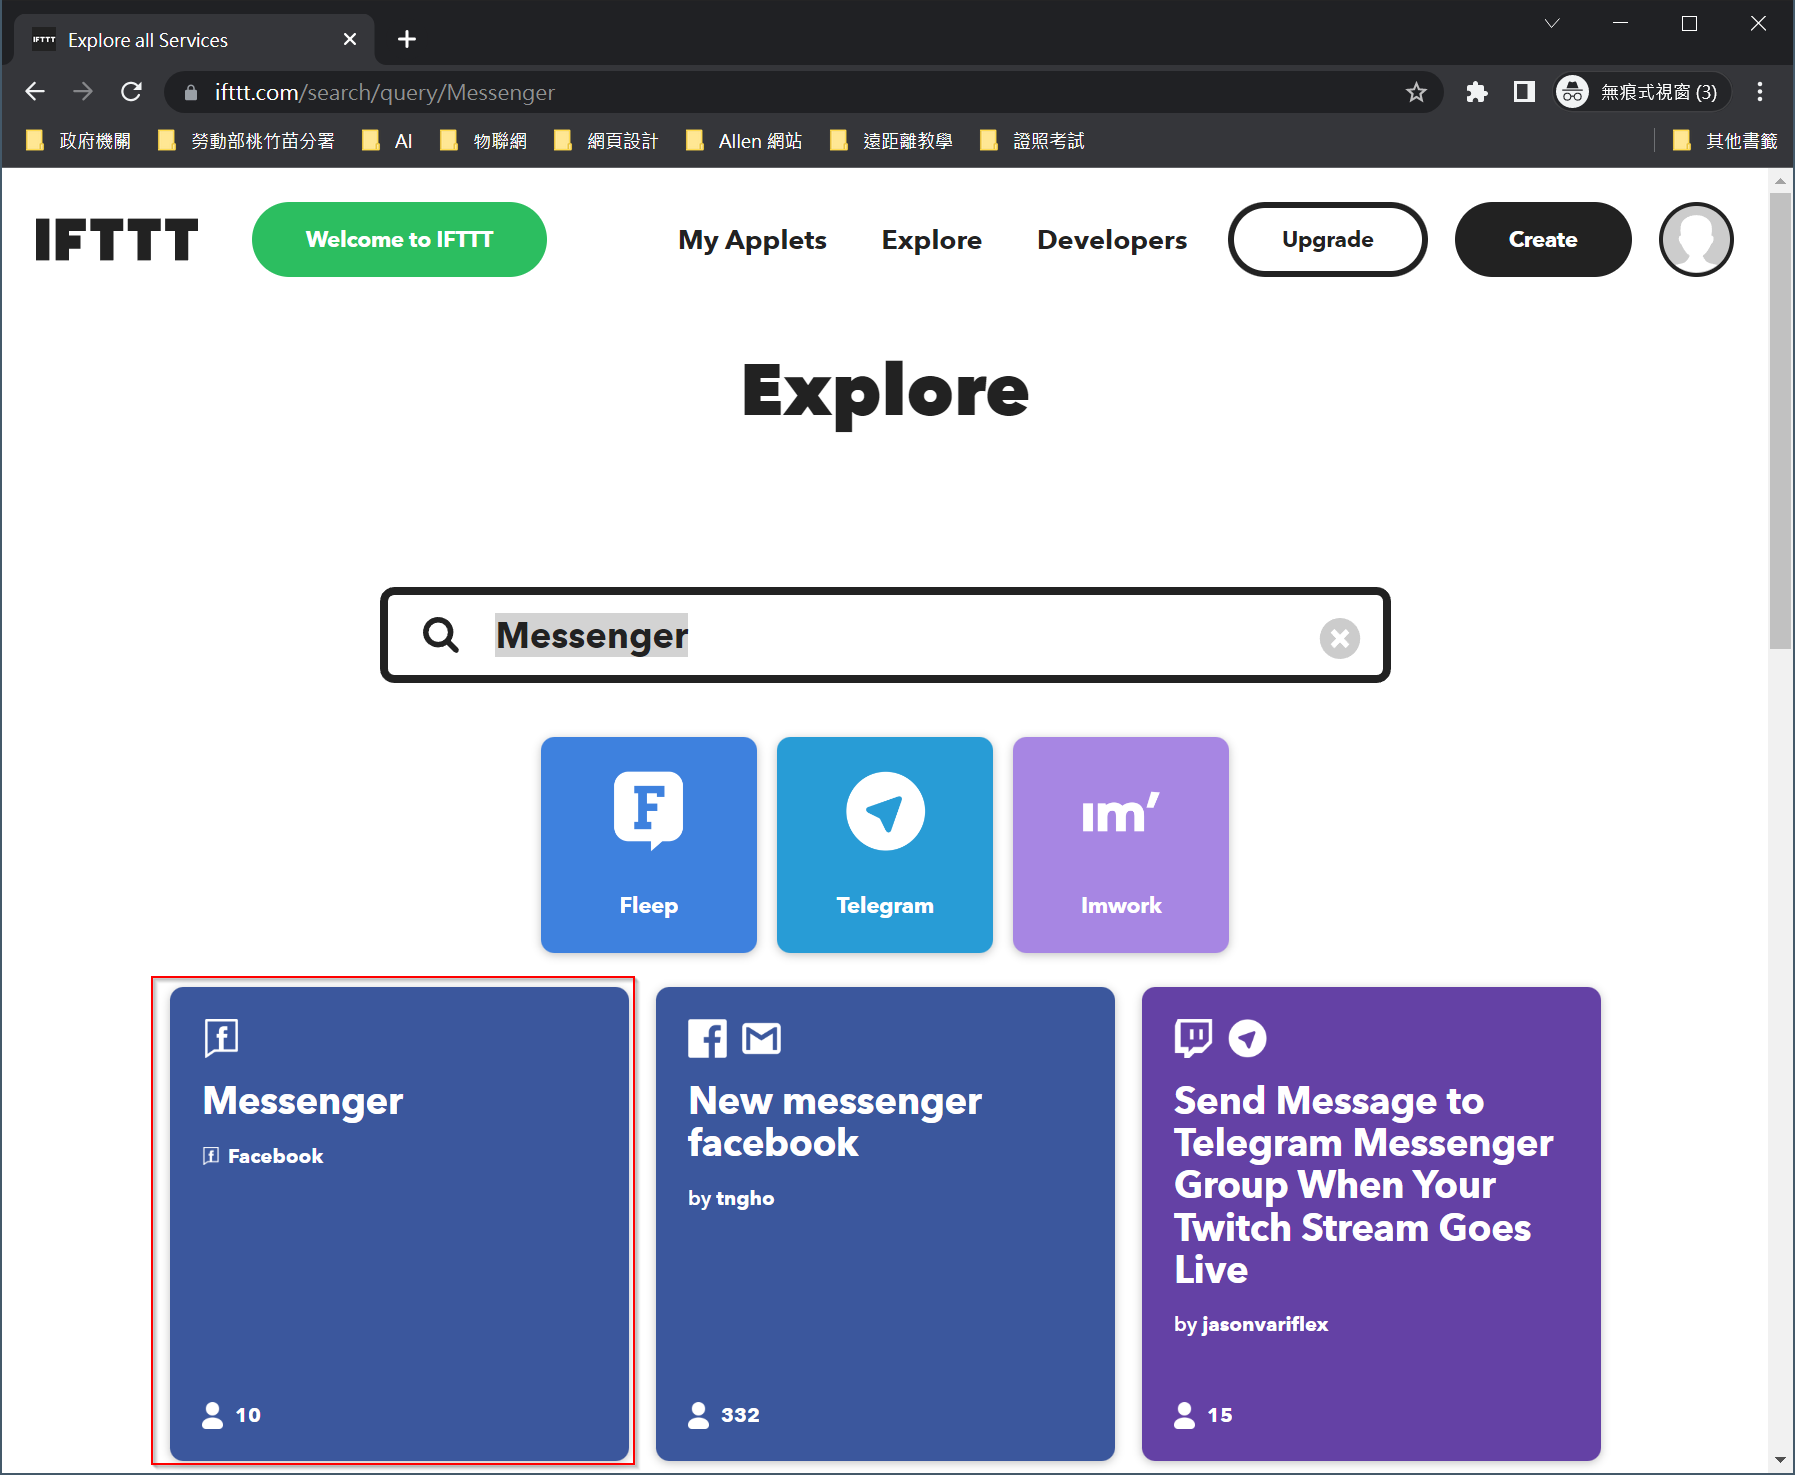 IFTTT Explore all Services
ifttt.com/search/query/Messenger 無痕式視窗 (3)
政府機關 勞動部桃竹苗分署 AI 物聯網 網頁設計 Allen 網站 遠距離教學 證照考試 其他書籤
IFTTT Welcome to IFTTT My Applets Explore Developers Upgrade Create
Explore
Messenger
F ım'
Fleep Telegram Imwork
Messenger
Facebook
10
New messenger
facebook
by tngho
332
Send Message to
Telegram Messenger
Group When Your
Twitch Stream Goes
Live
by jasonvariflex
15